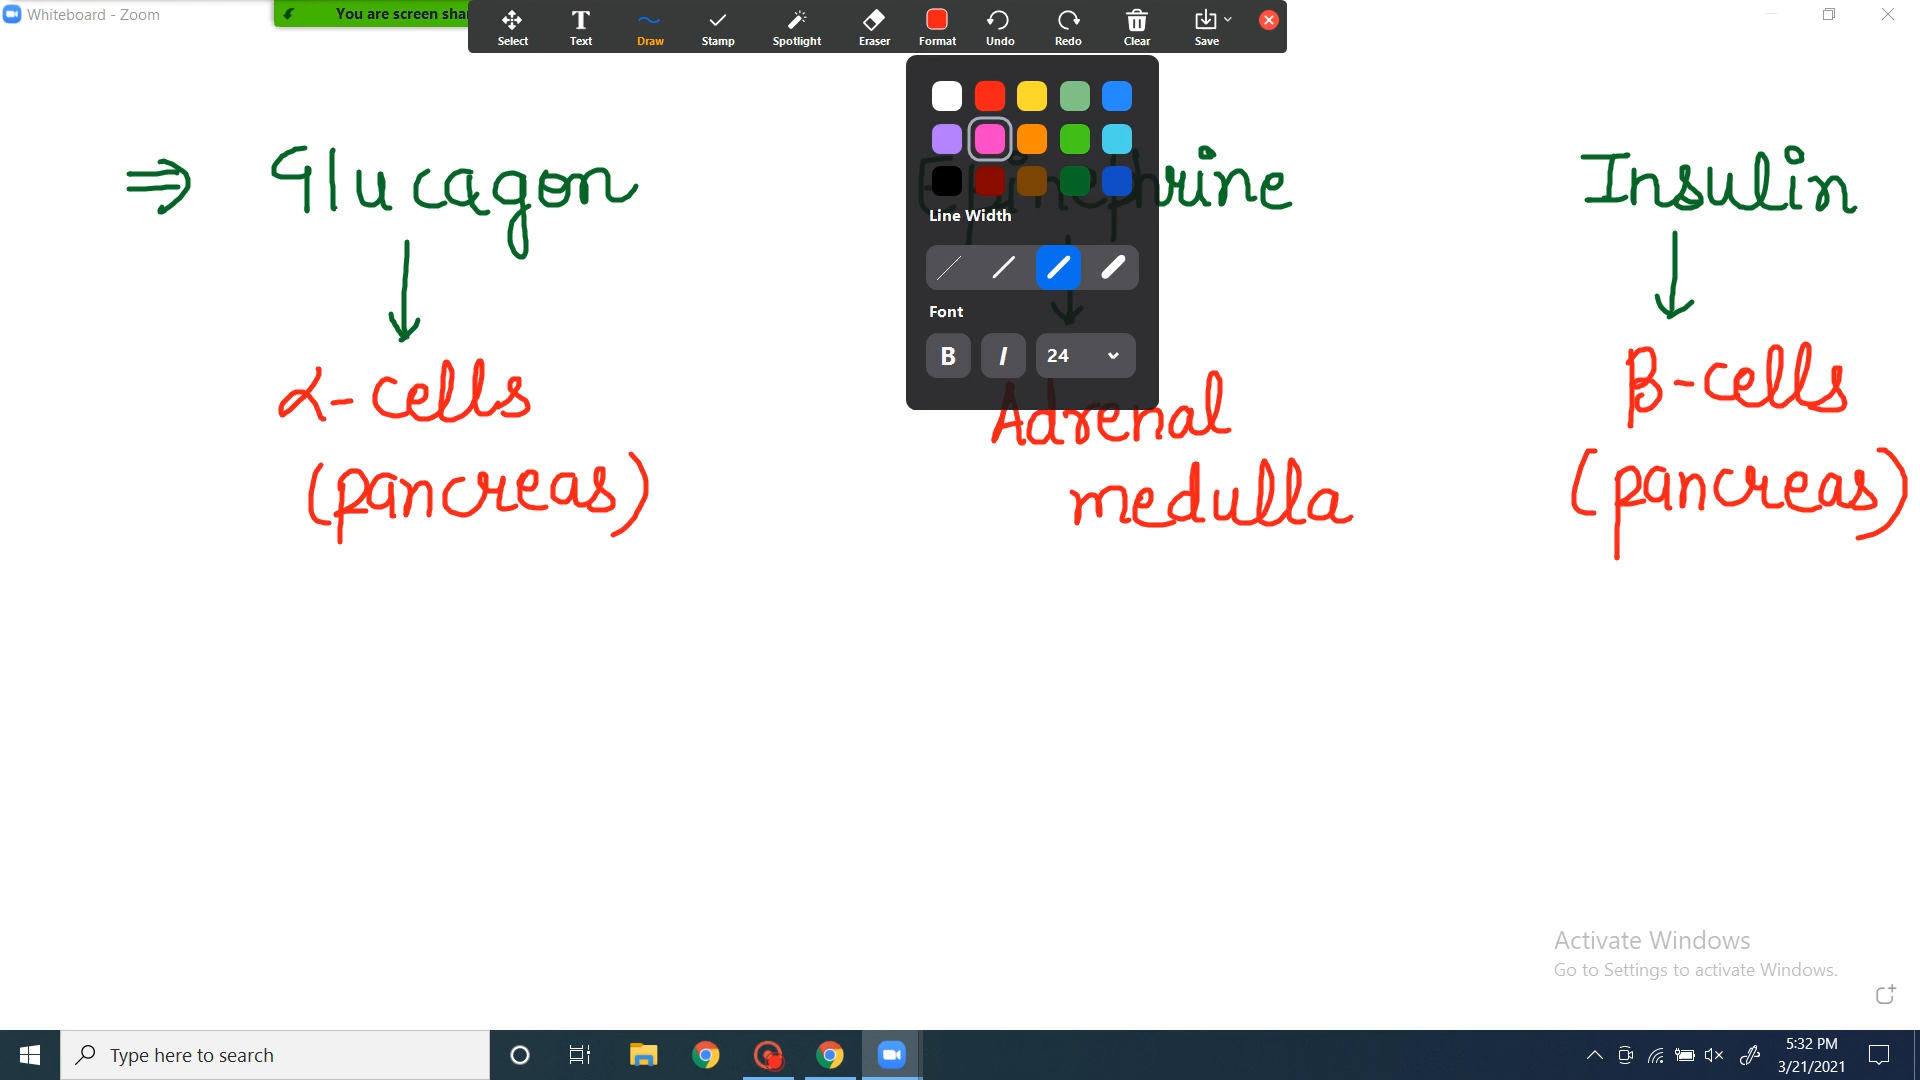 Whiteboard - Zoom
You are screen sha
Select Text Draw Stamp Spotlight Eraser Format Undo Redo Clear Save
⇒ Glucagon Epinephrine Insulin
Line Width
Font
B I 24
α-cells Adrenal β-cells
(pancreas) medulla (pancreas)
Activate Windows
Go to Settings to activate Windows.
Type here to search
5:32 PM
3/21/2021